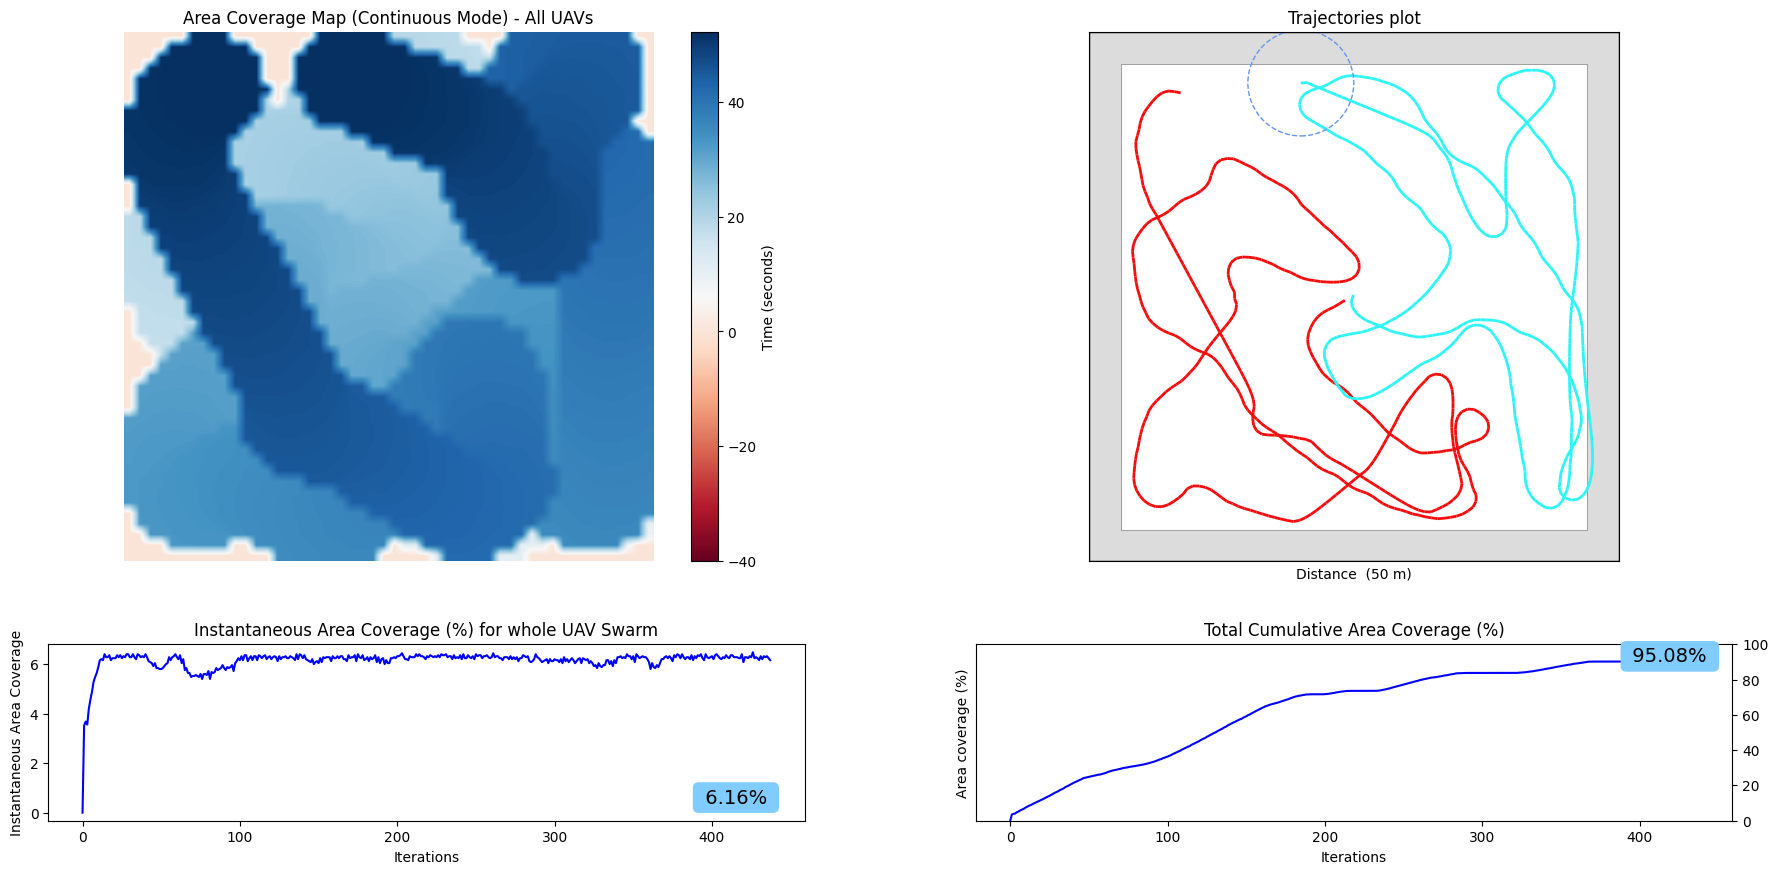 Area Coverage Map (Continuous Mode) - All UAVs
40
20
0
−20
−40
Time (seconds)
Trajectories plot
Distance  (50 m)
Instantaneous Area Coverage (%) for whole UAV Swarm
Instantaneous Area Coverage
6
4
2
0
6.16%
0
100
200
300
400
Iterations
Total Cumulative Area Coverage (%)
Area coverage (%)
95.08%
100
80
60
40
20
0
0
100
200
300
400
Iterations